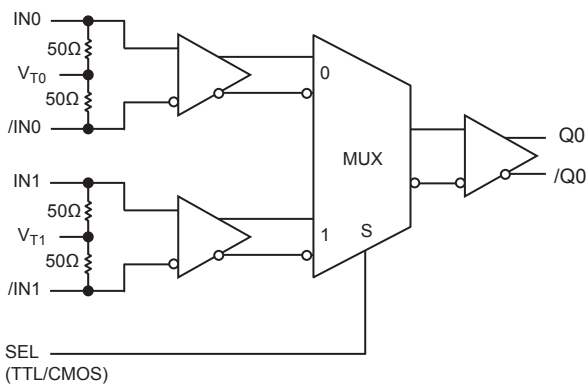 IN0
50Ω
VT0
50Ω
/IN0
0
MUX
Q0
/Q0
IN1
50Ω
VT1
50Ω
/IN1
1
S
SEL
(TTL/CMOS)